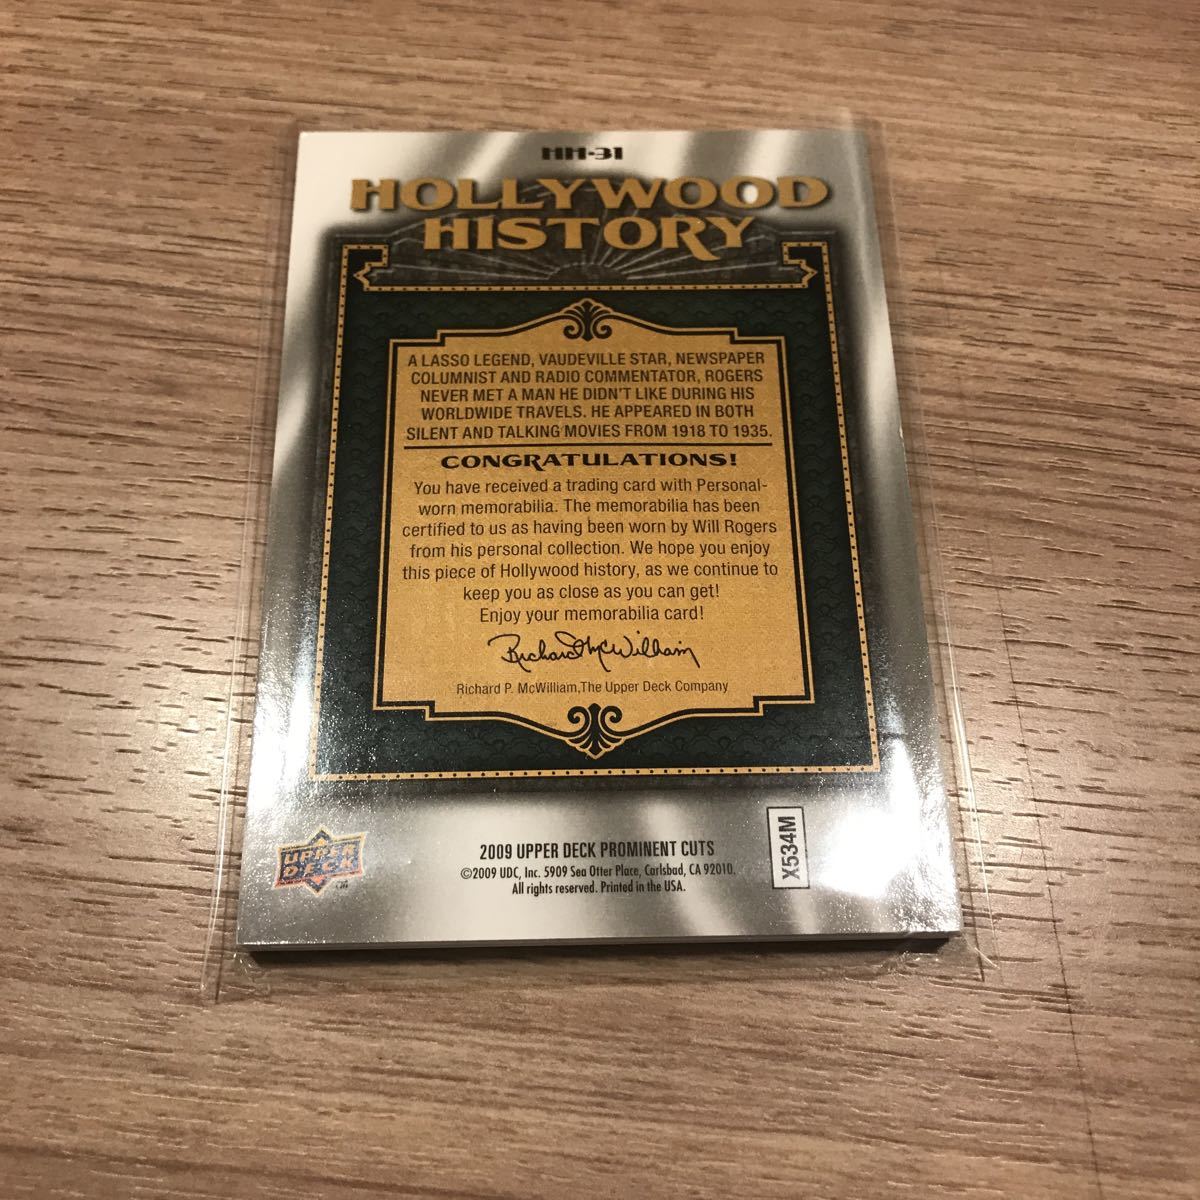 HH-31
HOLLYWOOD
HISTORY
A LASSO LEGEND, VAUDEVILLE STAR, NEWSPAPER
COLUMNIST AND RADIO COMMENTATOR, ROGERS
NEVER MET A MAN HE DIDN'T LIKE DURING HIS
WORLDWIDE TRAVELS. HE APPEARED IN BOTH
SILENT AND TALKING MOVIES FROM 1918 TO 1935.
CONGRATULATIONS!
You have received a trading card with Personal-
worn memorabilia. The memorabilia has been
certified to us as having been worn by Will Rogers
from his personal collection. We hope you enjoy
this piece of Hollywood history, as we continue to
keep you as close as you can get!
Enjoy your memorabilia card!
Richard McWilliam
Richard P. McWilliam,The Upper Deck Company
UPPER
DECK
2009 UPPER DECK PROMINENT CUTS
©2009 UDC, Inc. 5909 Sea Otter Place, Carlsbad, CA 92010.
All rights reserved. Printed in the USA.
X534M